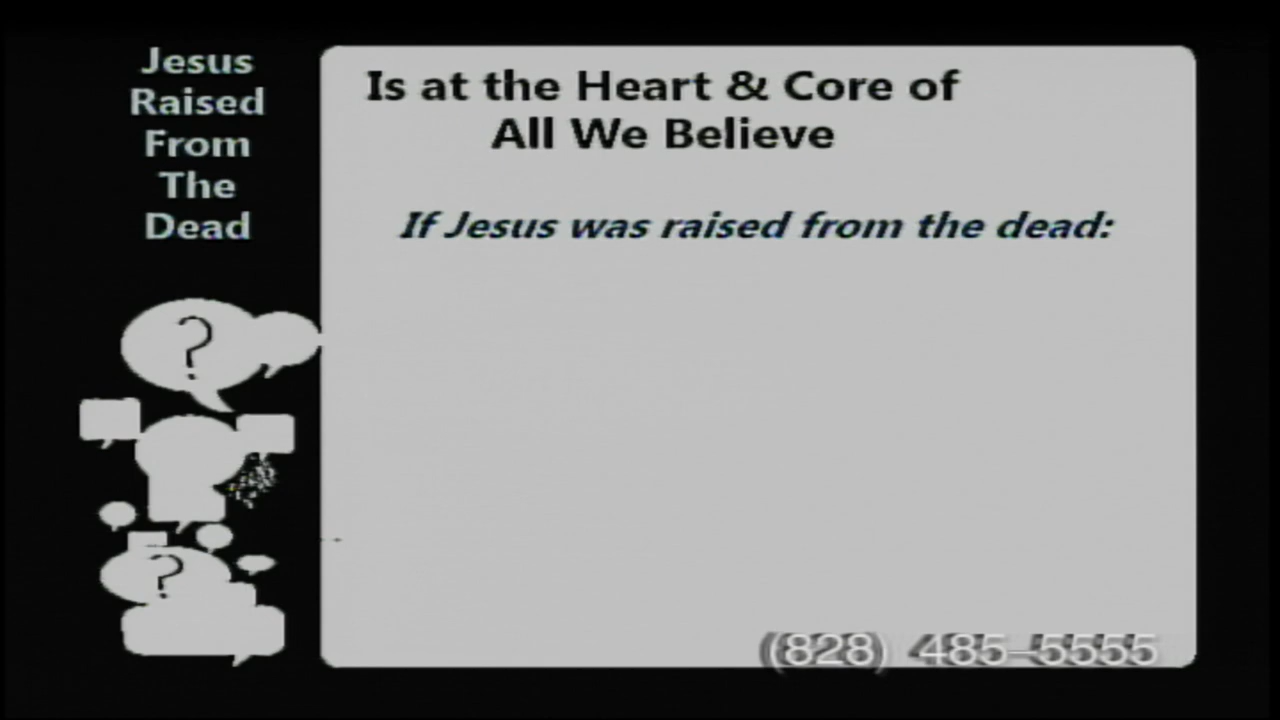 Jesus
Raised
From
The
Dead
Is at the Heart & Core of
All We Believe
If Jesus was raised from the dead:
?
?
(828) 485-5555